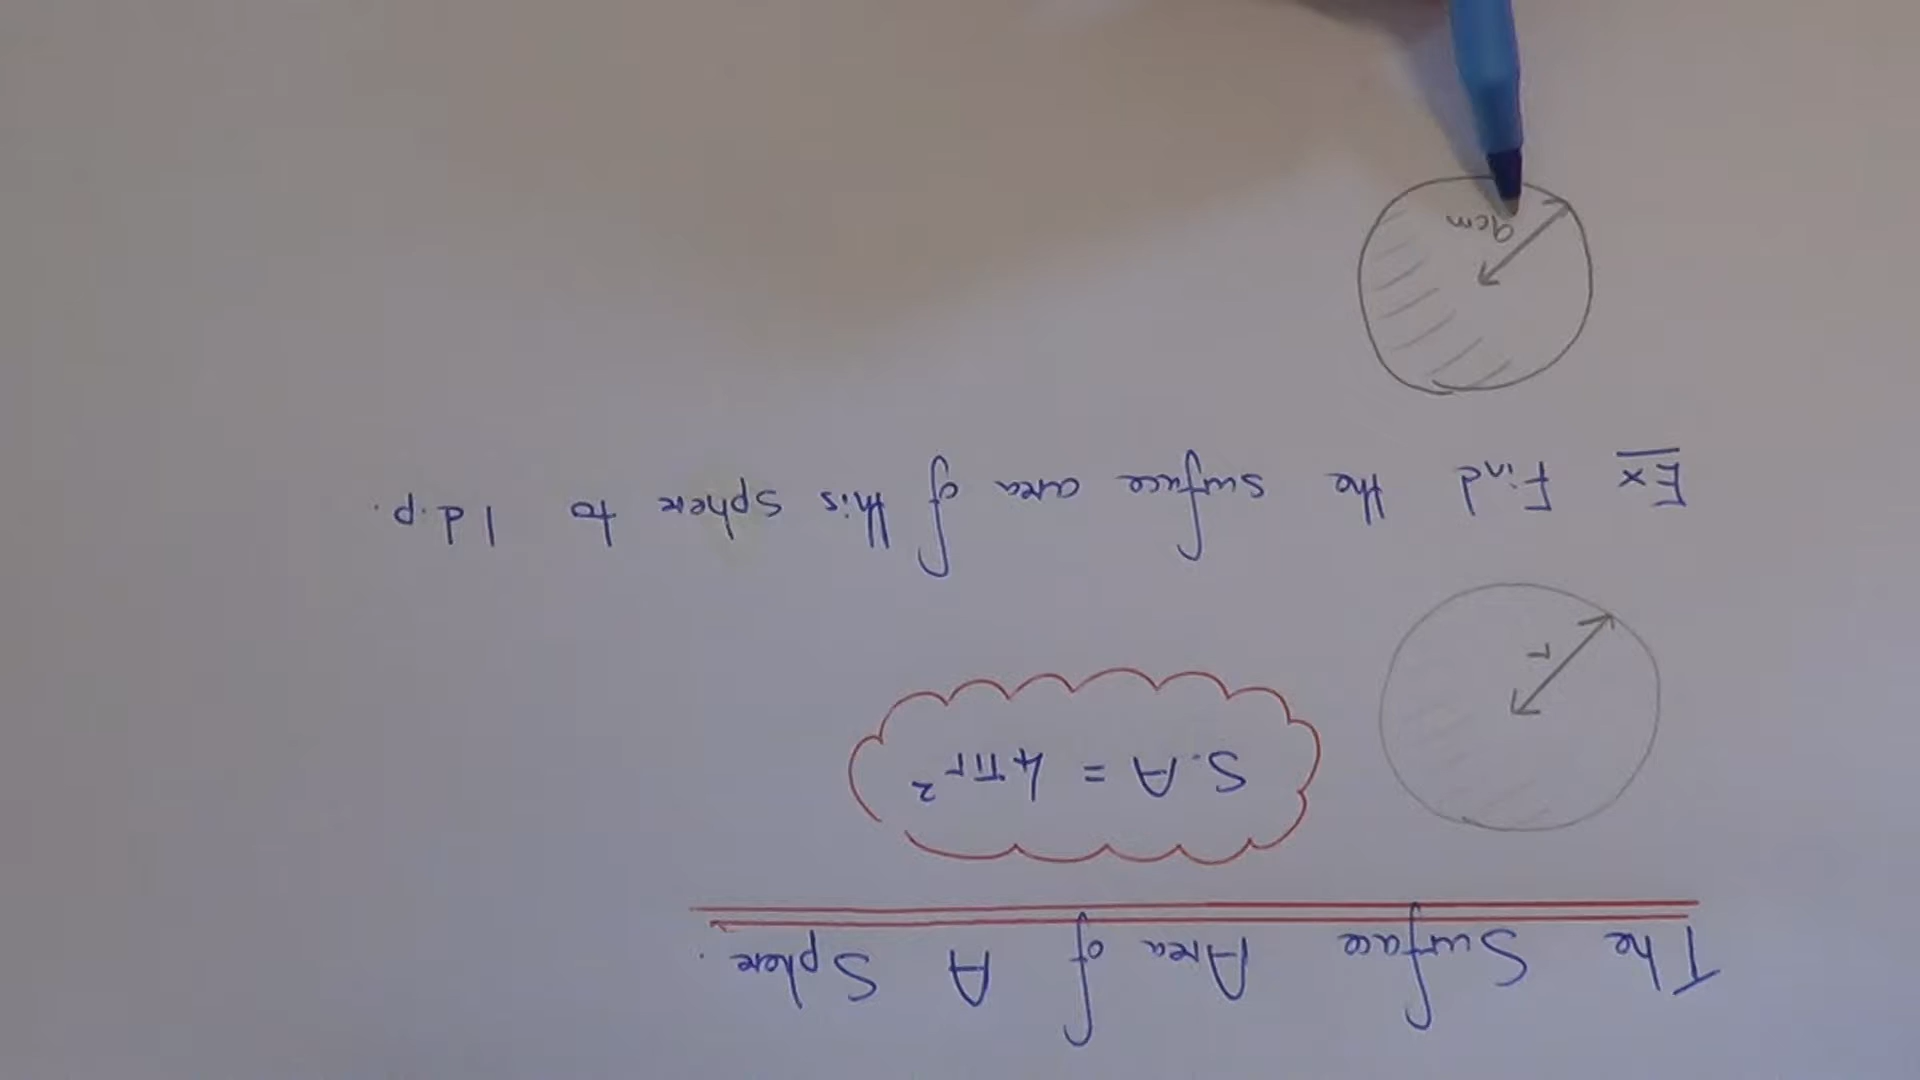 The Surface Area of A Sphere.
r
S.A = 4πr²
Ex Find the surface area of this sphere to 1 d.p.
9cm